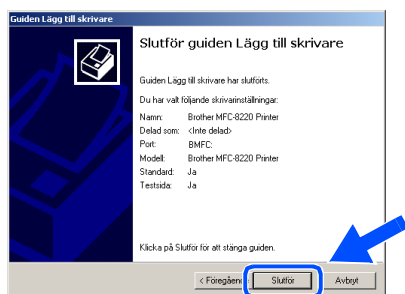 Guiden Lägg till skrivare
Slutför guiden Lägg till skrivare
Guiden Lägg till skrivare har slutförts.
Du har valt följande skrivarinställningar:
Namn: Brother MFC-8220 Printer
Delad som: <Inte delad>
Port: BMFC:
Modell: Brother MFC-8220 Printer
Standard: Ja
Testsida: Ja
Klicka på Slutför för att stänga guiden.
< Föregående Slutför Avbryt